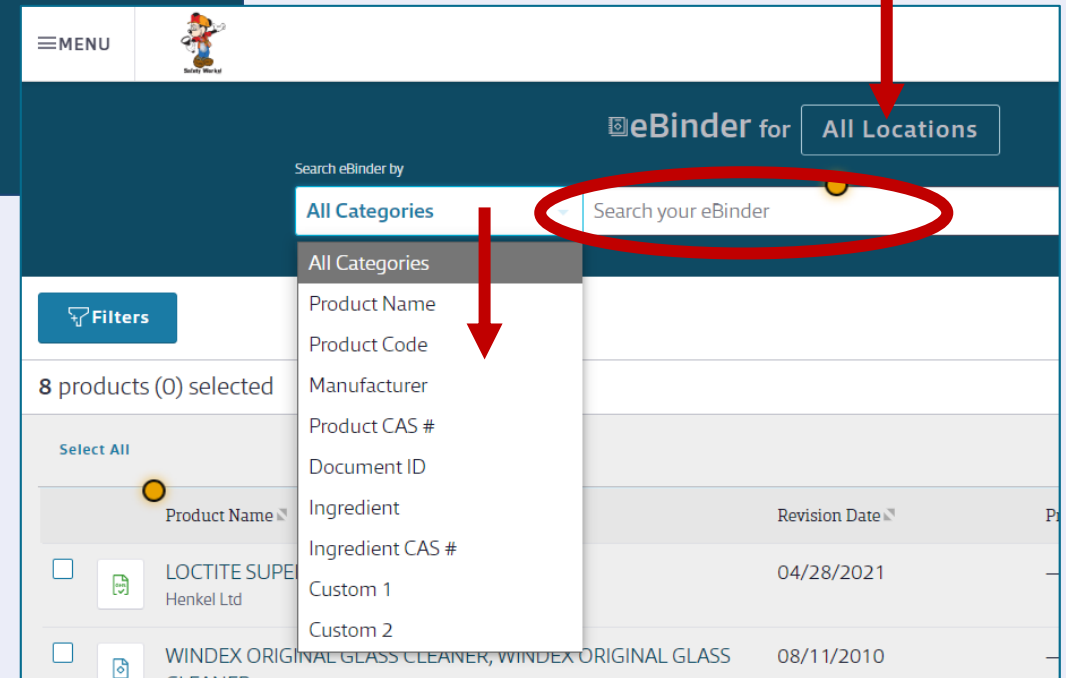 MENU
Safety Works!
eBinder for All Locations
Search eBinder by
All Categories
Search your eBinder
All Categories
Product Name
Product Code
Manufacturer
Product CAS #
Document ID
Ingredient
Ingredient CAS #
Custom 1
Custom 2
Filters
8 products (0) selected
Select All
Product Name
Revision Date
LOCTITE
04/28/2021
Henkel Ltd
WINDEX ORIGINAL GLASS CLEANER, WINDEX ORIGINAL GLASS
08/11/2010
CLEANER